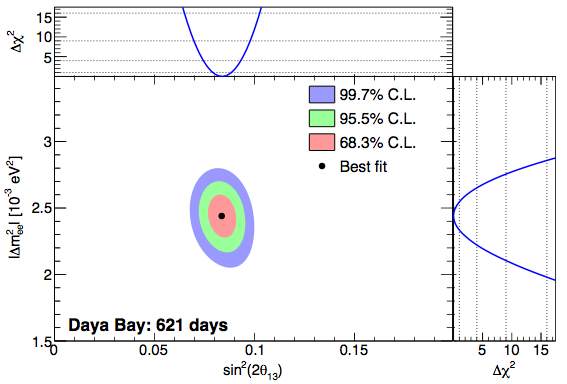 Δχ²
15
10
5
99.7% C.L.
95.5% C.L.
68.3% C.L.
Best fit
|Δm²ₑₑ| [10⁻³ eV²]
3
2.5
2
1.5
Daya Bay: 621 days
0
0.05
0.1
0.15
sin²(2θ₁₃)
5
10
15
Δχ²